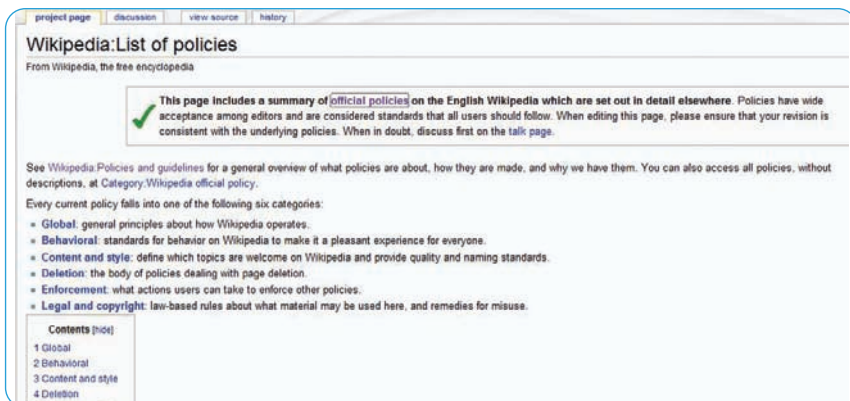 project page discussion view source history
Wikipedia:List of policies
From Wikipedia, the free encyclopedia
This page includes a summary of official policies on the English Wikipedia which are set out in detail elsewhere. Policies have wide
acceptance among editors and are considered standards that all users should follow. When editing this page, please ensure that your revision is
consistent with the underlying policies. When in doubt, discuss first on the talk page.
See Wikipedia:Policies and guidelines for a general overview of what policies are about, how they are made, and why we have them. You can also access all policies, without
descriptions, at Category:Wikipedia official policy.
Every current policy falls into one of the following six categories:
Global: general principles about how Wikipedia operates.
Behavioral: standards for behavior on Wikipedia to make it a pleasant experience for everyone.
Content and style: define which topics are welcome on Wikipedia and provide quality and naming standards.
Deletion: the body of policies dealing with page deletion.
Enforcement: what actions users can take to enforce other policies.
Legal and copyright: law-based rules about what material may be used here, and remedies for misuse.
Contents [hide]
1 Global
2 Behavioral
3 Content and style
4 Deletion